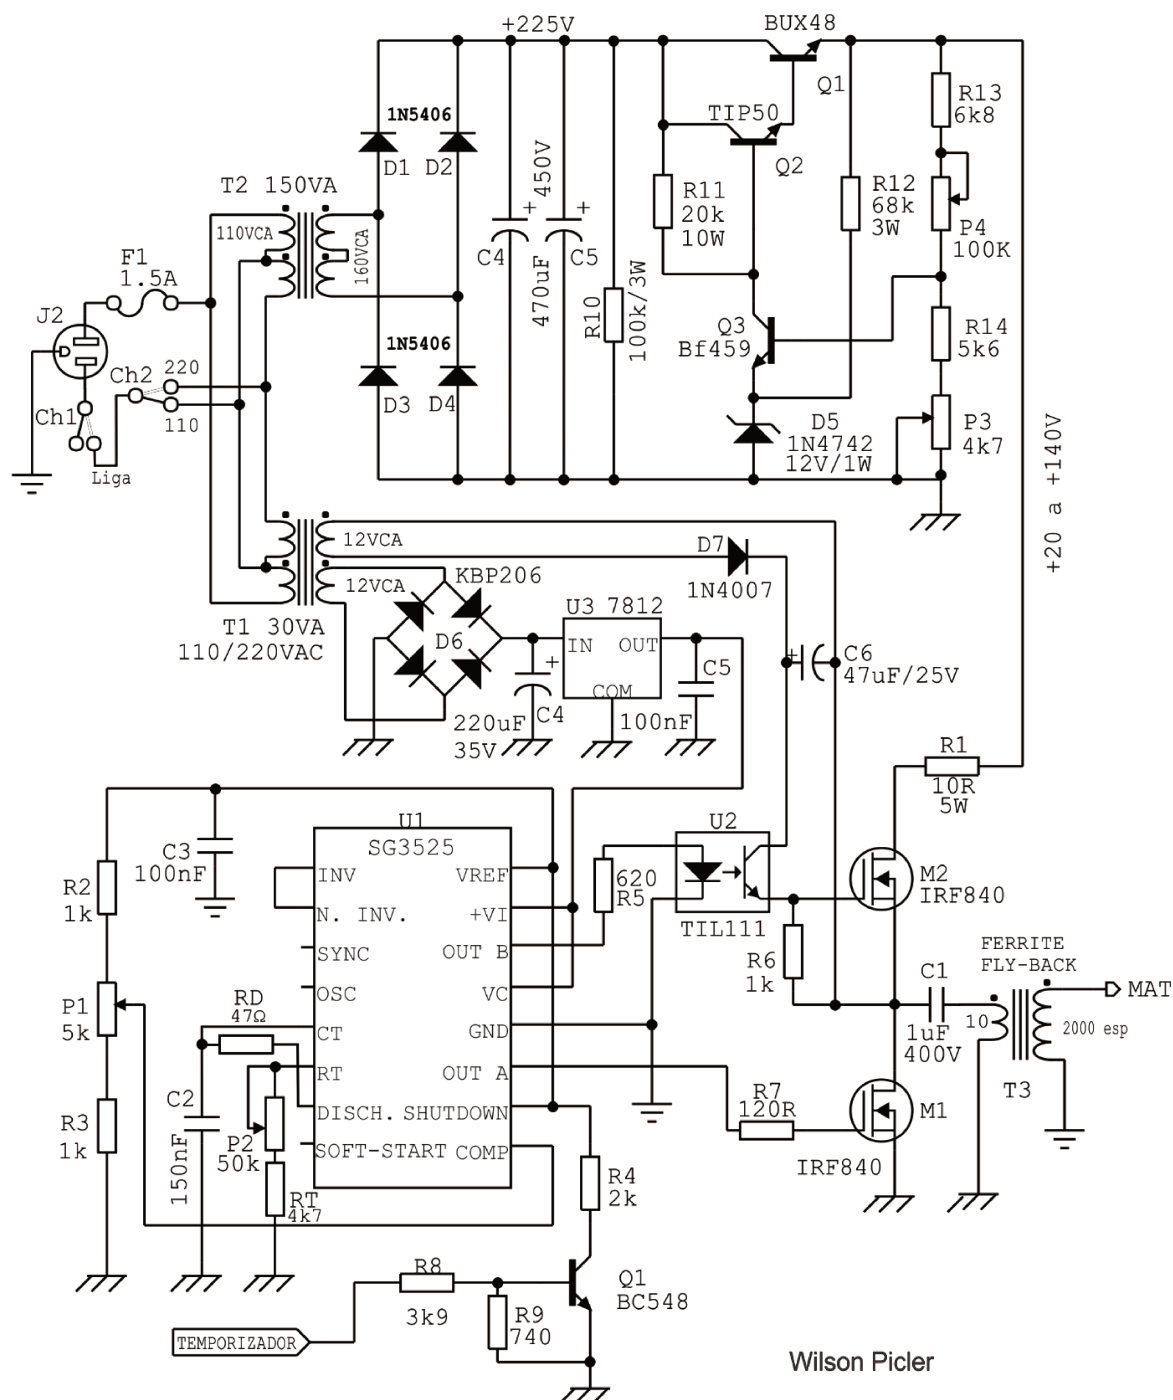 +225V
BUX48
Q1
1N5406
D1
D2
450V
TIP50
Q2
R13
6k8
T2 150VA
110VCA
160VCA
C4
C5
470uF
R10
100k/3W
R11
20k
10W
R12
68k
3W
P4
100K
F1
1.5A
J2
Q3
Bf459
R14
5k6
1N5406
D3
D4
Ch2
220
110
Ch1
Liga
D5
1N4742
12V/1W
P3
4k7
+20 a +140V
12VCA
12VCA
T1 30VA
110/220VAC
D7
1N4007
KBP206
D6
U3 7812
IN
OUT
COM
+
C4
220uF
35V
C5
100nF
+
C6
47uF/25V
R1
10R
5W
U1
SG3525
INV
N. INV.
SYNC
OSC
CT
RT
DISCH.
SOFT-START
VREF
+VI
OUT B
VC
GND
OUT A
SHUTDOWN
COMP
C3
100nF
R2
1k
P1
5k
R3
1k
RD
47Ω
C2
150nF
P2
50k
RT
4k7
620
R5
U2
TIL111
R6
1k
M2
IRF840
FERRITE
FLY-BACK
C1
1uF
400V
10
2000 esp
MAT
T3
R7
120R
M1
IRF840
R4
2k
R8
3k9
R9
740
Q1
BC548
TEMPORIZADOR
Wilson Picler